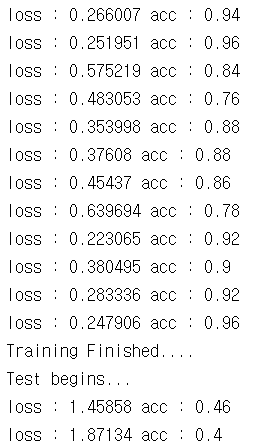 loss : 0.266007 acc : 0.94
loss : 0.251951 acc : 0.96
loss : 0.575219 acc : 0.84
loss : 0.483053 acc : 0.76
loss : 0.353998 acc : 0.88
loss : 0.37608 acc : 0.88
loss : 0.45437 acc : 0.86
loss : 0.639694 acc : 0.78
loss : 0.223065 acc : 0.92
loss : 0.380495 acc : 0.9
loss : 0.283336 acc : 0.92
loss : 0.247906 acc : 0.96
Training Finished....
Test begins...
loss : 1.45858 acc : 0.46
loss : 1.87134 acc : 0.4